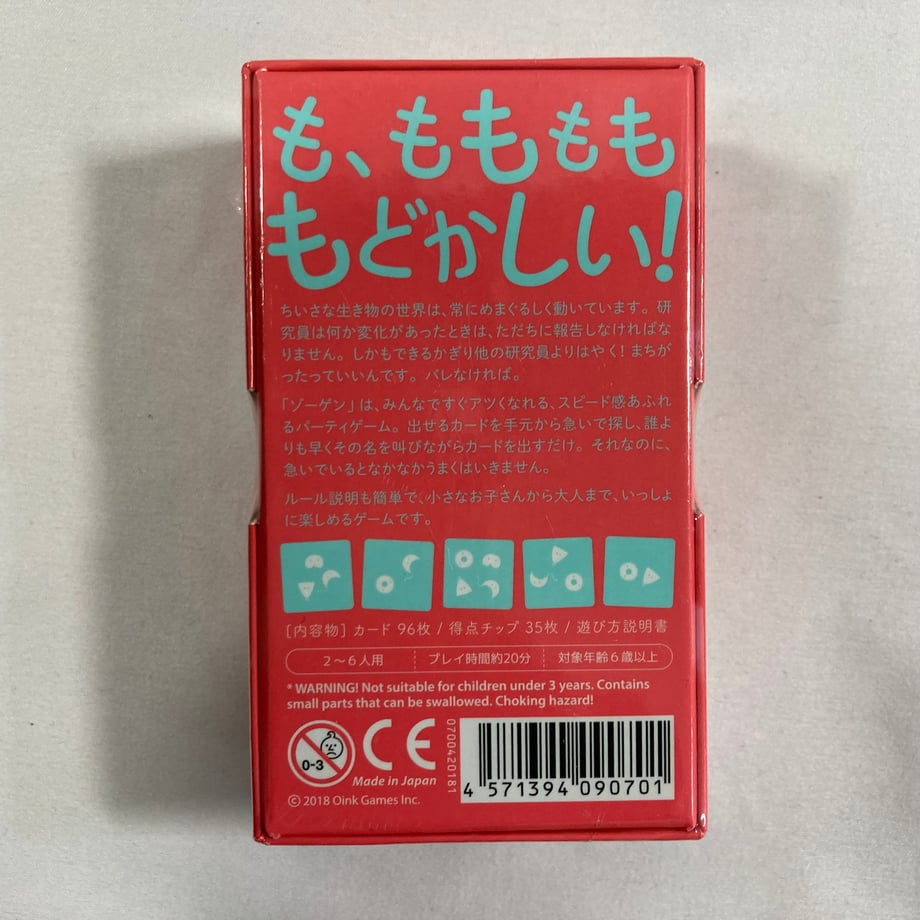 も、もももも
もどかしい!
ちいさな生き物の世界は、常にめまぐるしく動いています。研
究員は何か変化があったときは、ただちに報告しなければな
りません。しかもできるかぎり他の研究員よりはやく! まちが
ったっていいんです。バレなければ。
「ゾーゲン」は、みんなですぐアツくなれる、スピード感あふれ
るパーティゲーム。出せるカードを手元から急いで探し、誰よ
りも早くその名を叫びながらカードを出すだけ。それなのに、
急いでいるとなかなかうまくはいきません。
ルール説明も簡単で、小さなお子さんから大人まで、いっしょ
に楽しめるゲームです。
[内容物] カード 96枚 / 得点チップ 35枚 / 遊び方説明書
2〜6人用 プレイ時間約20分 対象年齢6歳以上
* WARNING! Not suitable for children under 3 years. Contains
small parts that can be swallowed. Choking hazard!
0-3
CE
Made in Japan
© 2018 Oink Games Inc.
0700420181
4 571394 090701